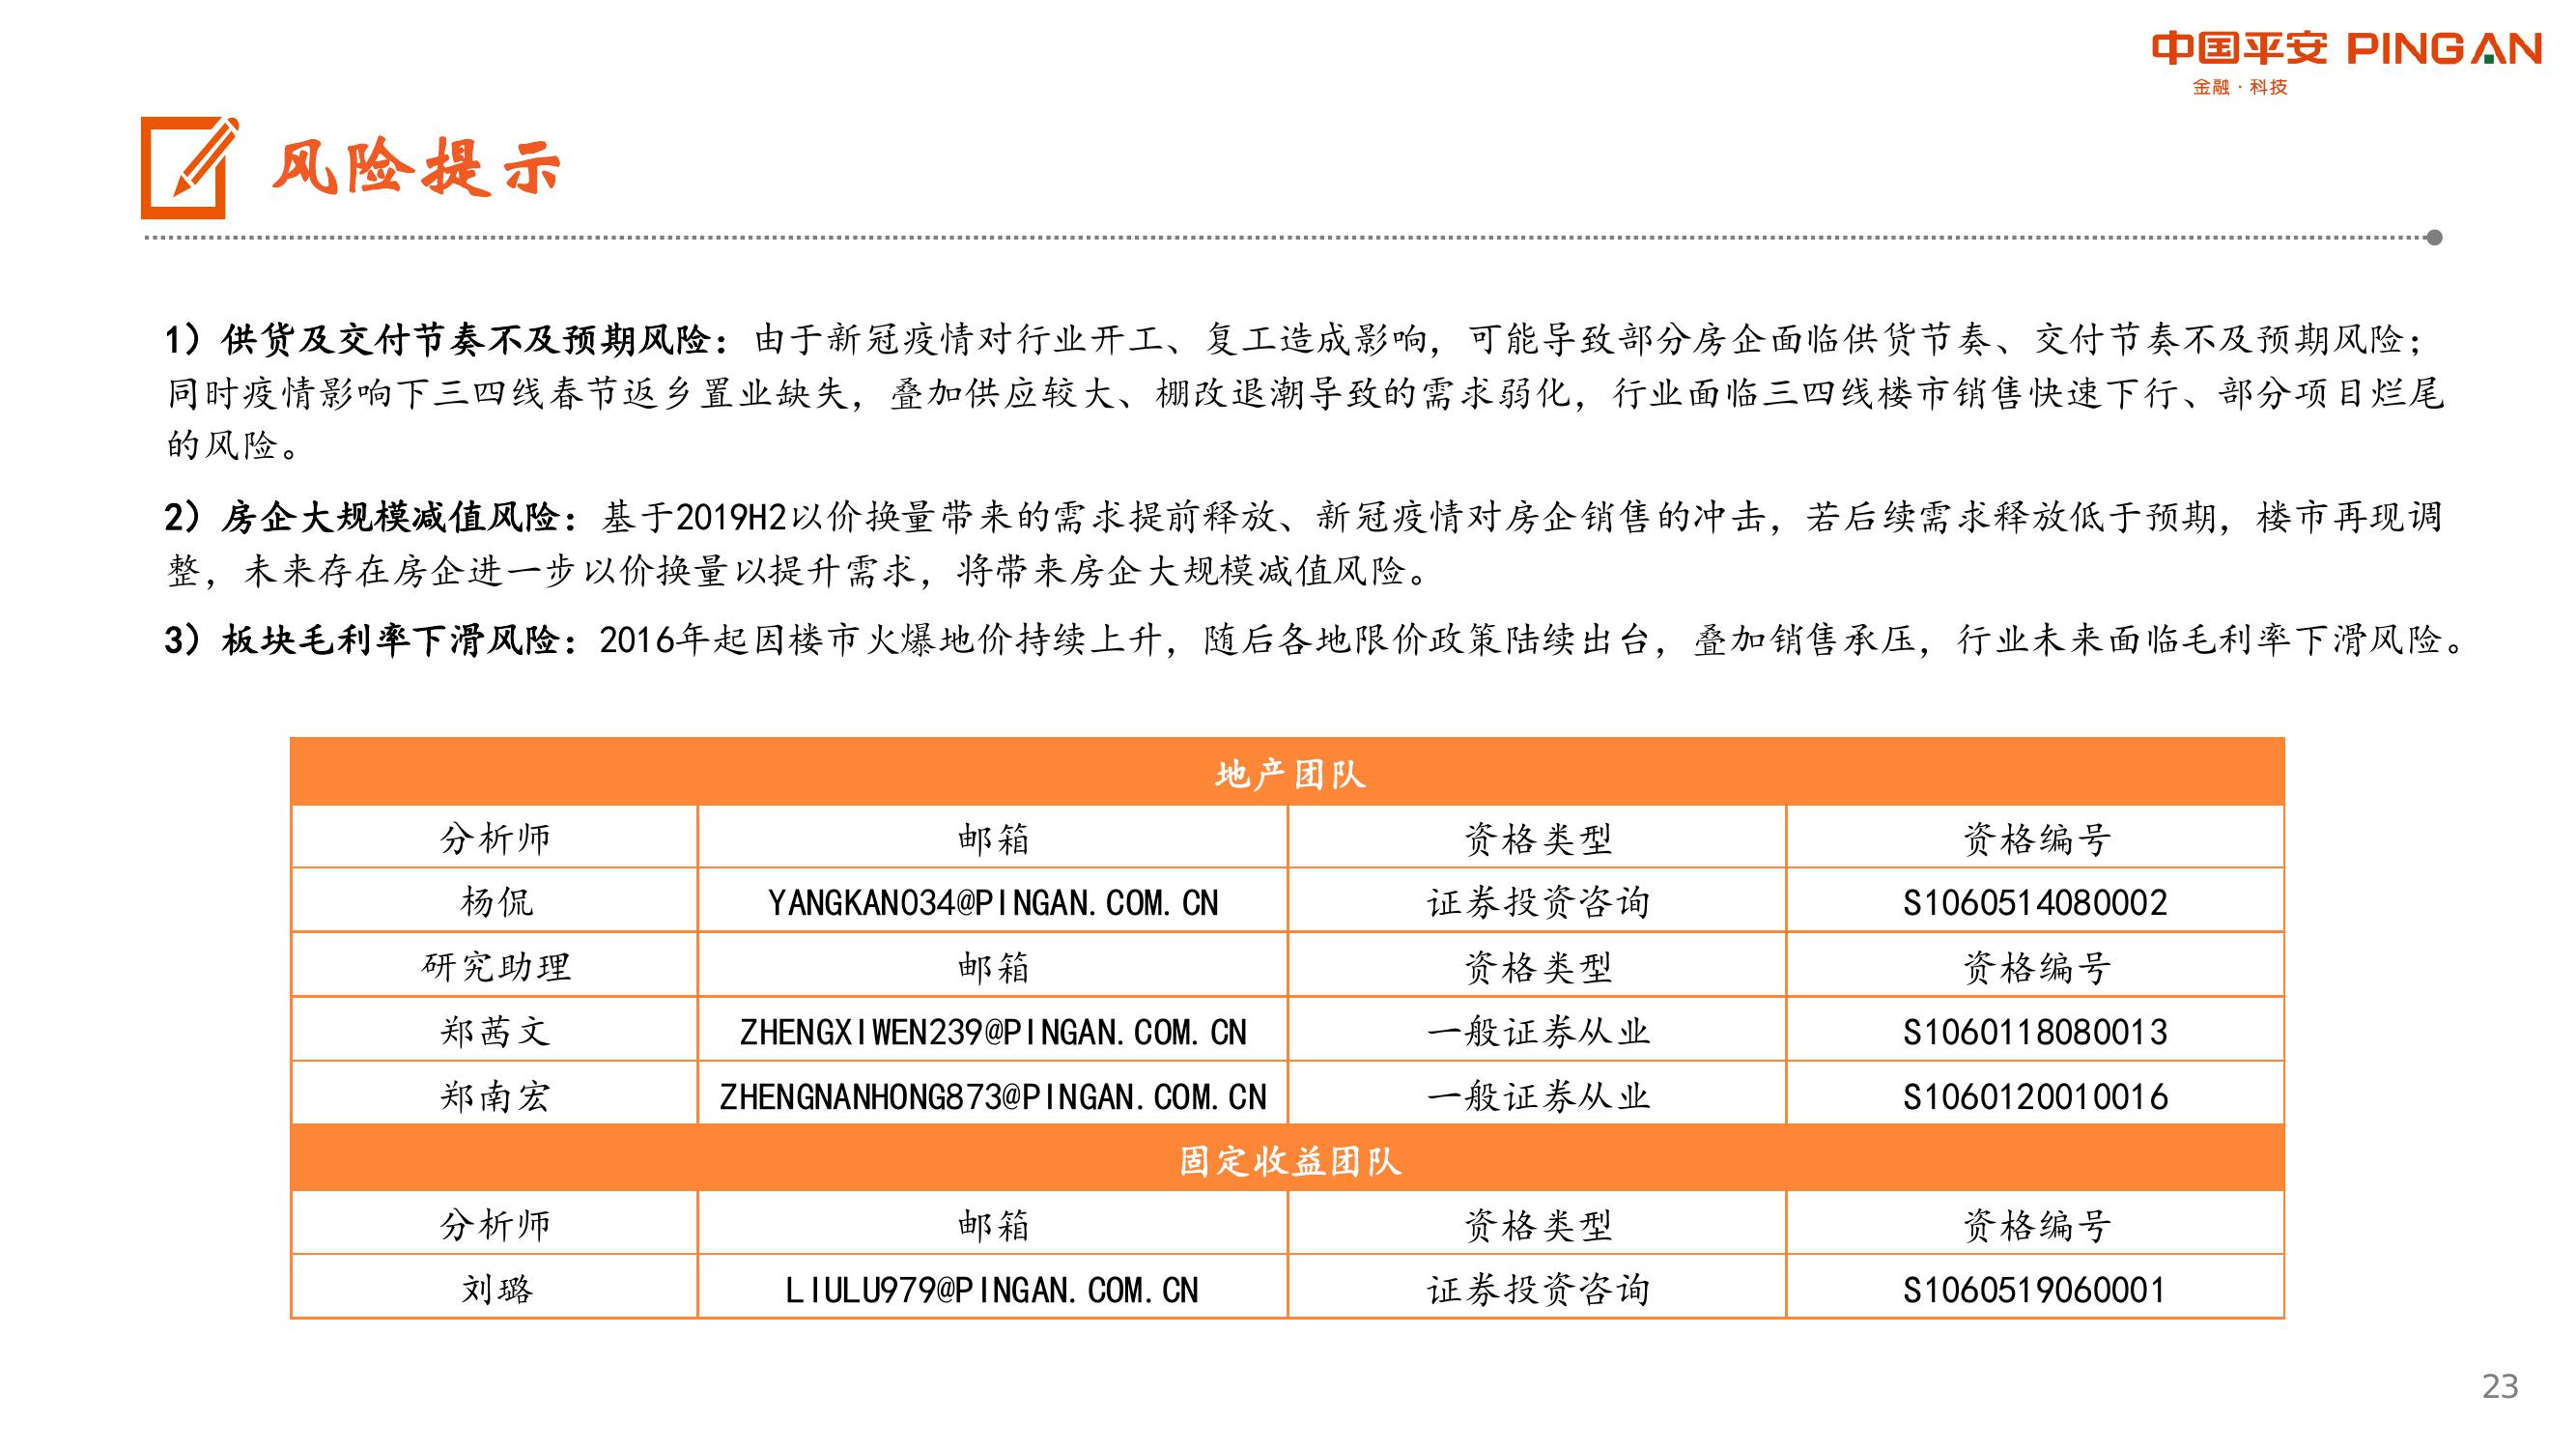 中国平安 PINGAN
金融·科技
风险提示
1）供货及交付节奏不及预期风险：由于新冠疫情对行业开工、复工造成影响，可能导致部分房企面临供货节奏、交付节奏不及预期风险；
同时疫情影响下三四线春节返乡置业缺失，叠加供应较大、棚改退潮导致的需求弱化，行业面临三四线楼市销售快速下行、部分项目烂尾
的风险。
2）房企大规模减值风险：基于2019H2以价换量带来的需求提前释放、新冠疫情对房企销售的冲击，若后续需求释放低于预期，楼市再现调
整，未来存在房企进一步以价换量以提升需求，将带来房企大规模减值风险。
3）板块毛利率下滑风险：2016年起因楼市火爆地价持续上升，随后各地限价政策陆续出台，叠加销售承压，行业未来面临毛利率下滑风险。
地产团队
分析师 邮箱 资格类型 资格编号
杨侃 YANGKAN034@PINGAN.COM.CN 证券投资咨询 S1060514080002
研究助理 邮箱 资格类型 资格编号
郑茜文 ZHENGXIWEN239@PINGAN.COM.CN 一般证券从业 S1060118080013
郑南宏 ZHENGNANHONG873@PINGAN.COM.CN 一般证券从业 S1060120010016
固定收益团队
分析师 邮箱 资格类型 资格编号
刘璐 LIULU979@PINGAN.COM.CN 证券投资咨询 S1060519060001
23